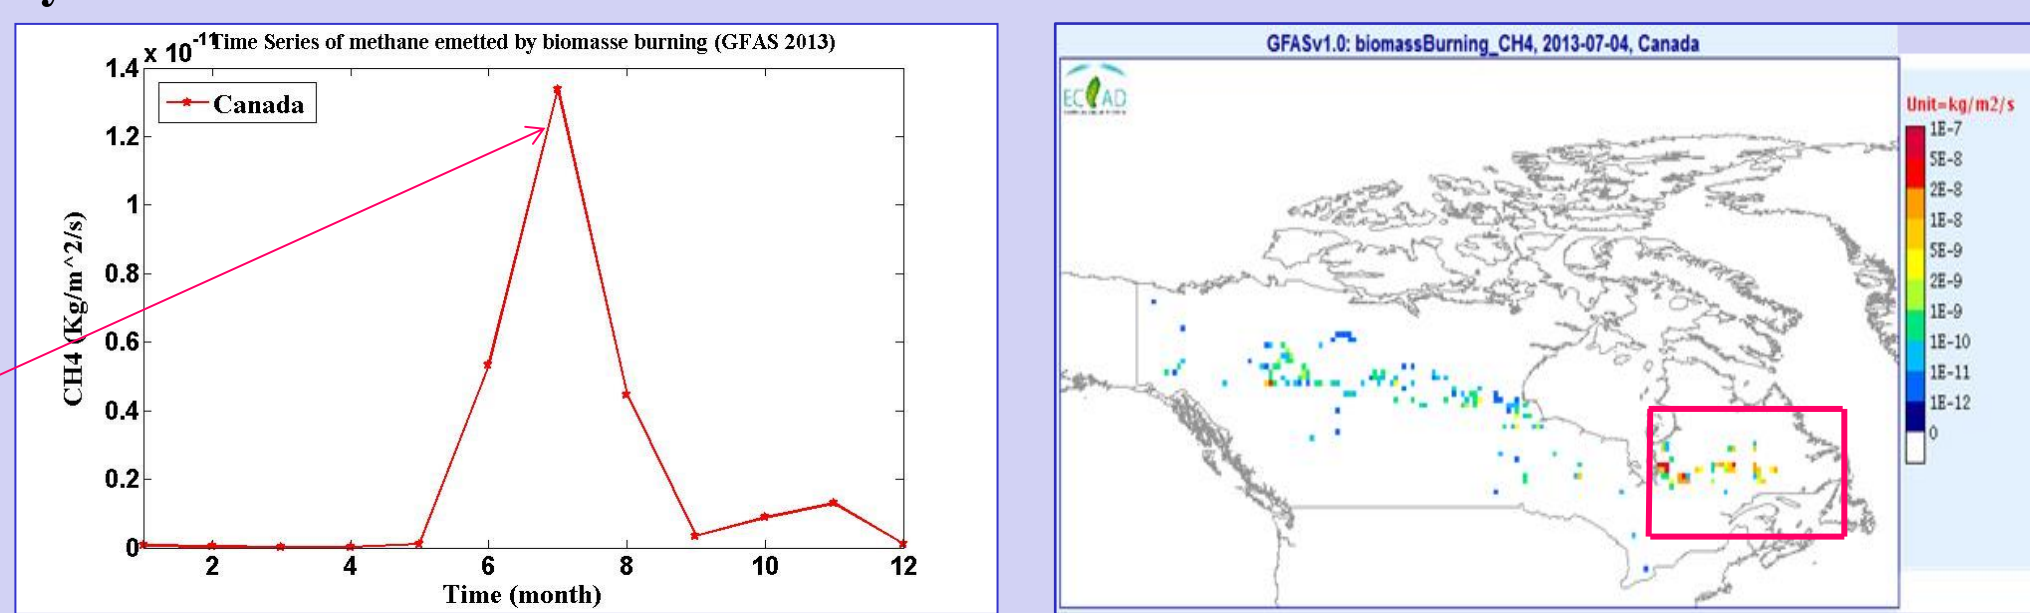 x 10^-11
Time Series of methane emetted by biomasse burning (GFAS 2013)
Canada
1.4
1.2
1
0.8
0.6
0.4
0.2
0
CH4 (Kg/m^2/s)
2 4 6 8 10 12
Time (month)
GFASv1.0: biomassBurning_CH4, 2013-07-04, Canada
Unit=kg/m2/s
1E-7
5E-8
2E-8
1E-8
5E-9
2E-9
1E-9
1E-10
1E-11
1E-12
0